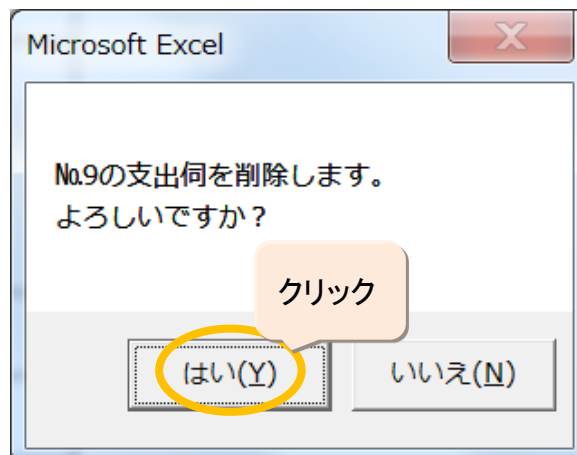 Microsoft Excel
№9の支出伺を削除します。
よろしいですか？
クリック
はい(Y)
いいえ(N)